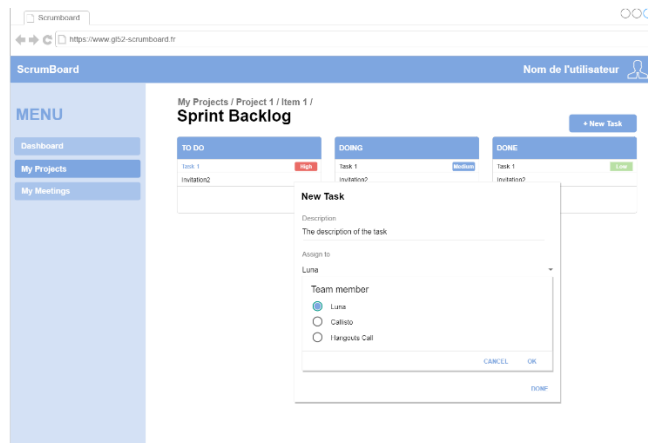 Scrumboard
https://www.gl52-scrumboard.fr
ScrumBoard
Nom de l'utilisateur
MENU
Dashboard
My Projects
My Meetings
My Projects / Project 1 / Item 1 /
Sprint Backlog
+ New Task
TO DO
Task 1
High
Invitation2
DOING
Task 1
Medium
Invitation2
DONE
Task 1
Low
Invitation2
New Task
Description
The description of the task
Assign to
Luna
Team member
Luna
Callisto
Hangouts Call
CANCEL
OK
DONE